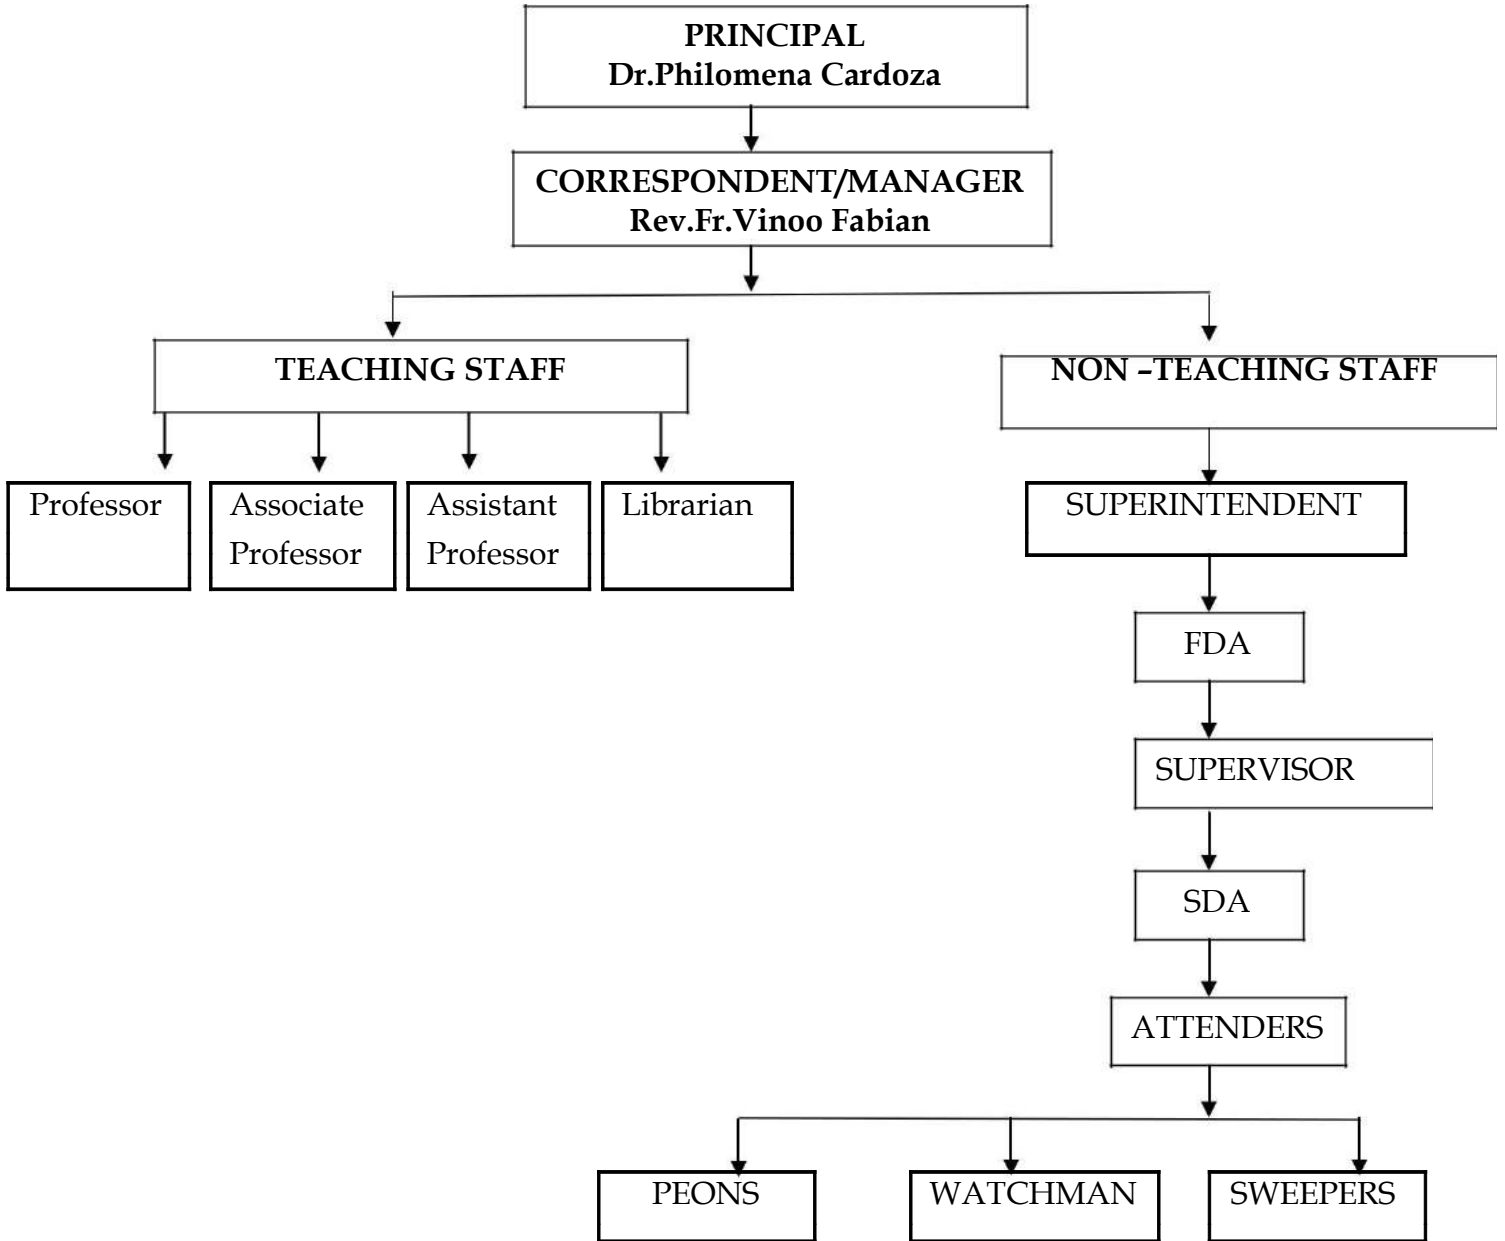 PRINCIPAL
Dr.Philomena Cardoza
CORRESPONDENT/MANAGER
Rev.Fr.Vinoo Fabian
TEACHING STAFF
NON –TEACHING STAFF
Professor
Associate
Professor
Assistant
Professor
Librarian
SUPERINTENDENT
FDA
SUPERVISOR
SDA
ATTENDERS
PEONS
WATCHMAN
SWEEPERS